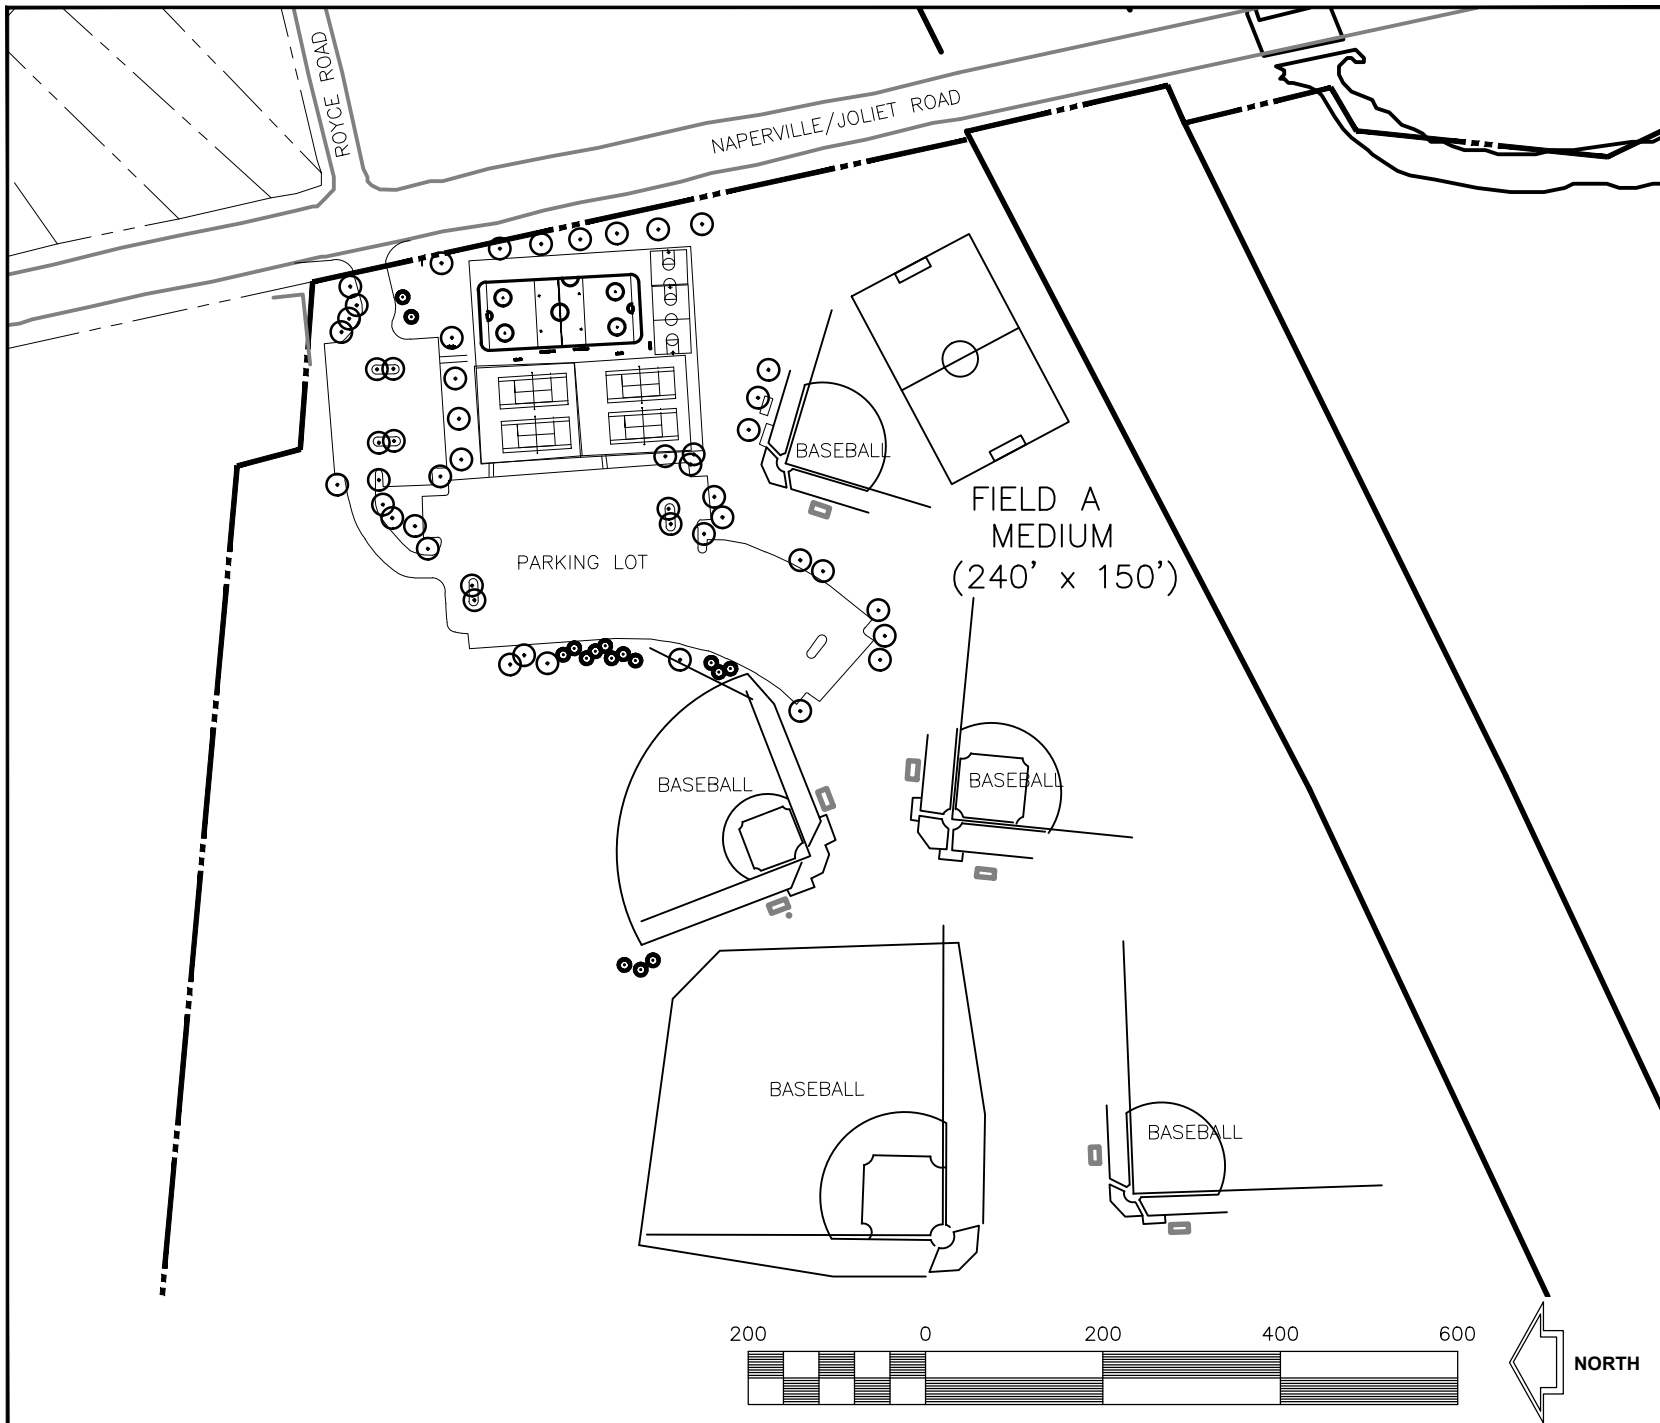 ROYCE ROAD
NAPERVILLE/JOLIET ROAD
BASEBALL
FIELD A
MEDIUM
(240' x 150')
PARKING LOT
BASEBALL
BASEBALL
BASEBALL
BASEBALL
200 0 200 400 600
NORTH